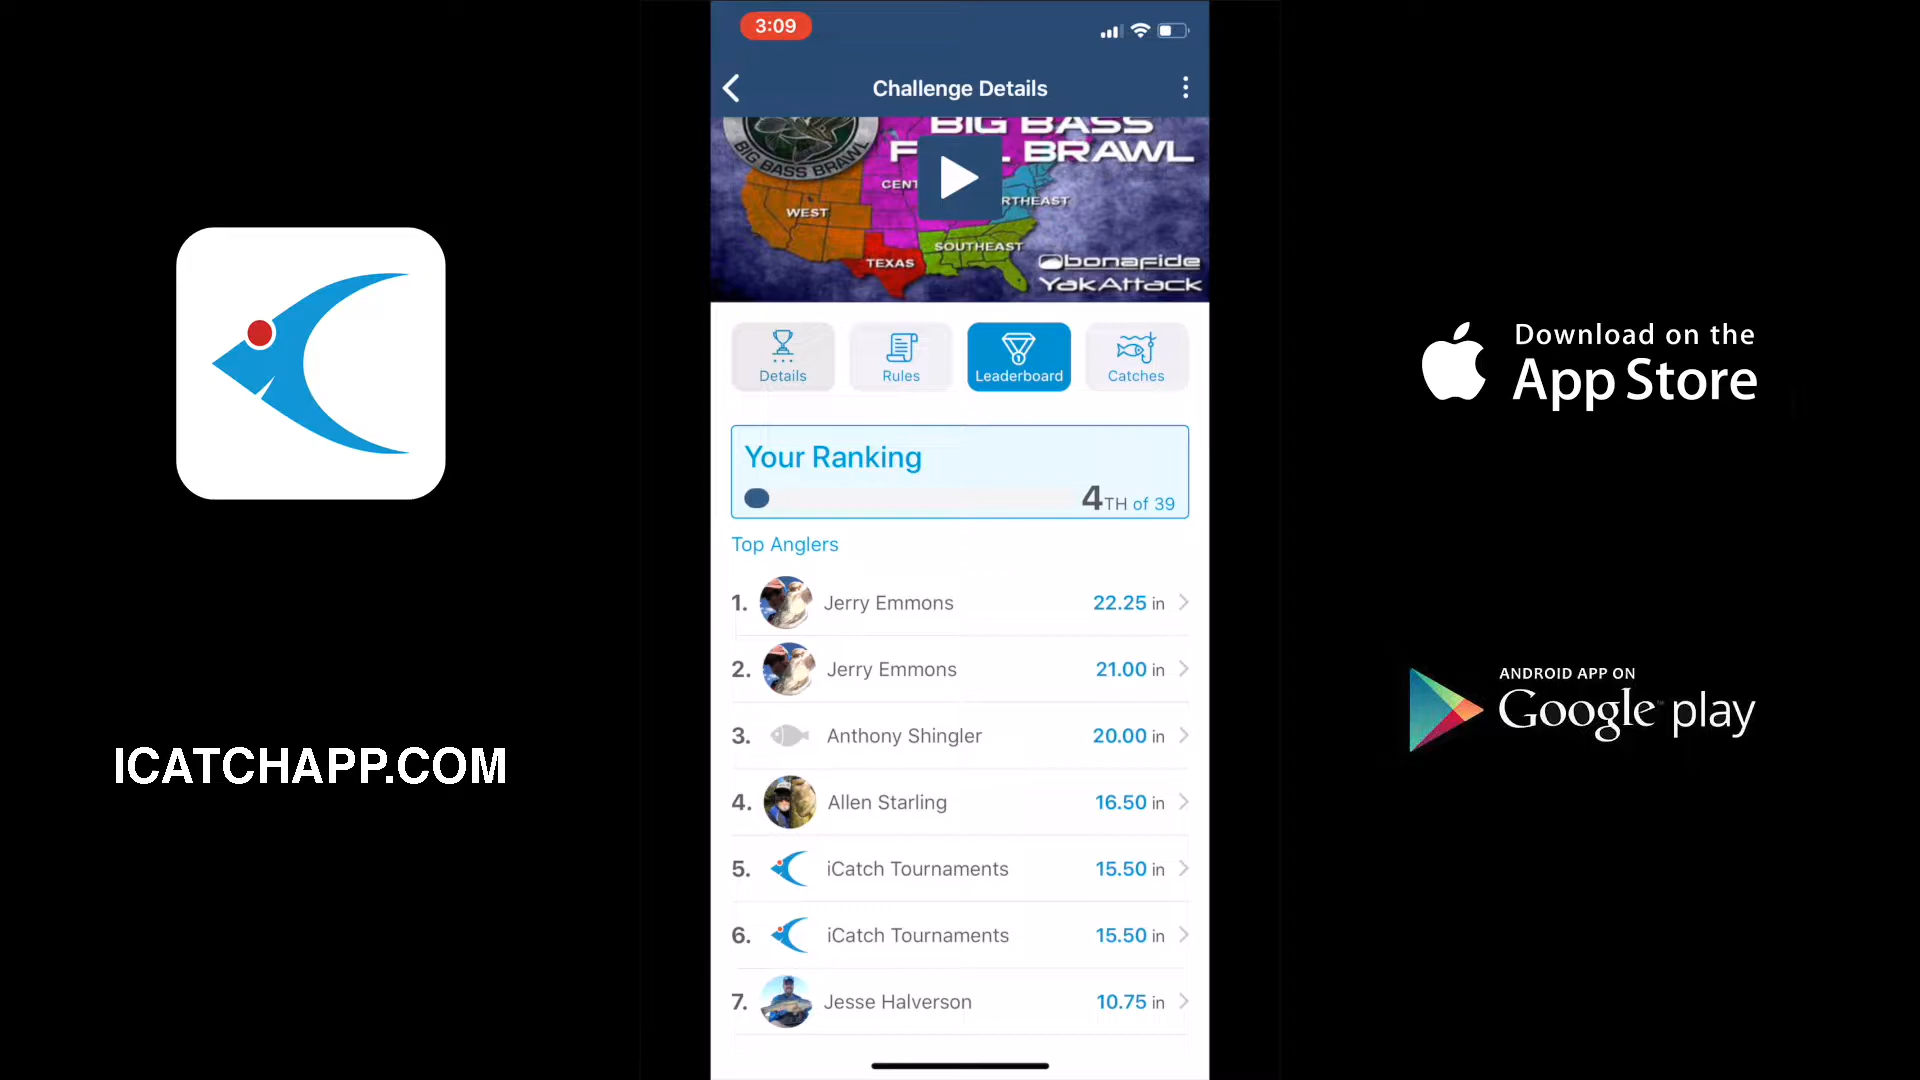 3:09
Challenge Details
BIG BASS
BRAWL
BIG BASS BRAWL
WEST
SOUTHEAST
TEXAS
bonafide
YakAttack
Details
Rules
Leaderboard
Catches
Your Ranking
4TH of 39
Top Anglers
1. Jerry Emmons 22.25 in
2. Jerry Emmons 21.00 in
3. Anthony Shingler 20.00 in
4. Allen Starling 16.50 in
5. iCatch Tournaments 15.50 in
6. iCatch Tournaments 15.50 in
7. Jesse Halverson 10.75 in
ICATCHAPP.COM
Download on the
App Store
ANDROID APP ON
Google play